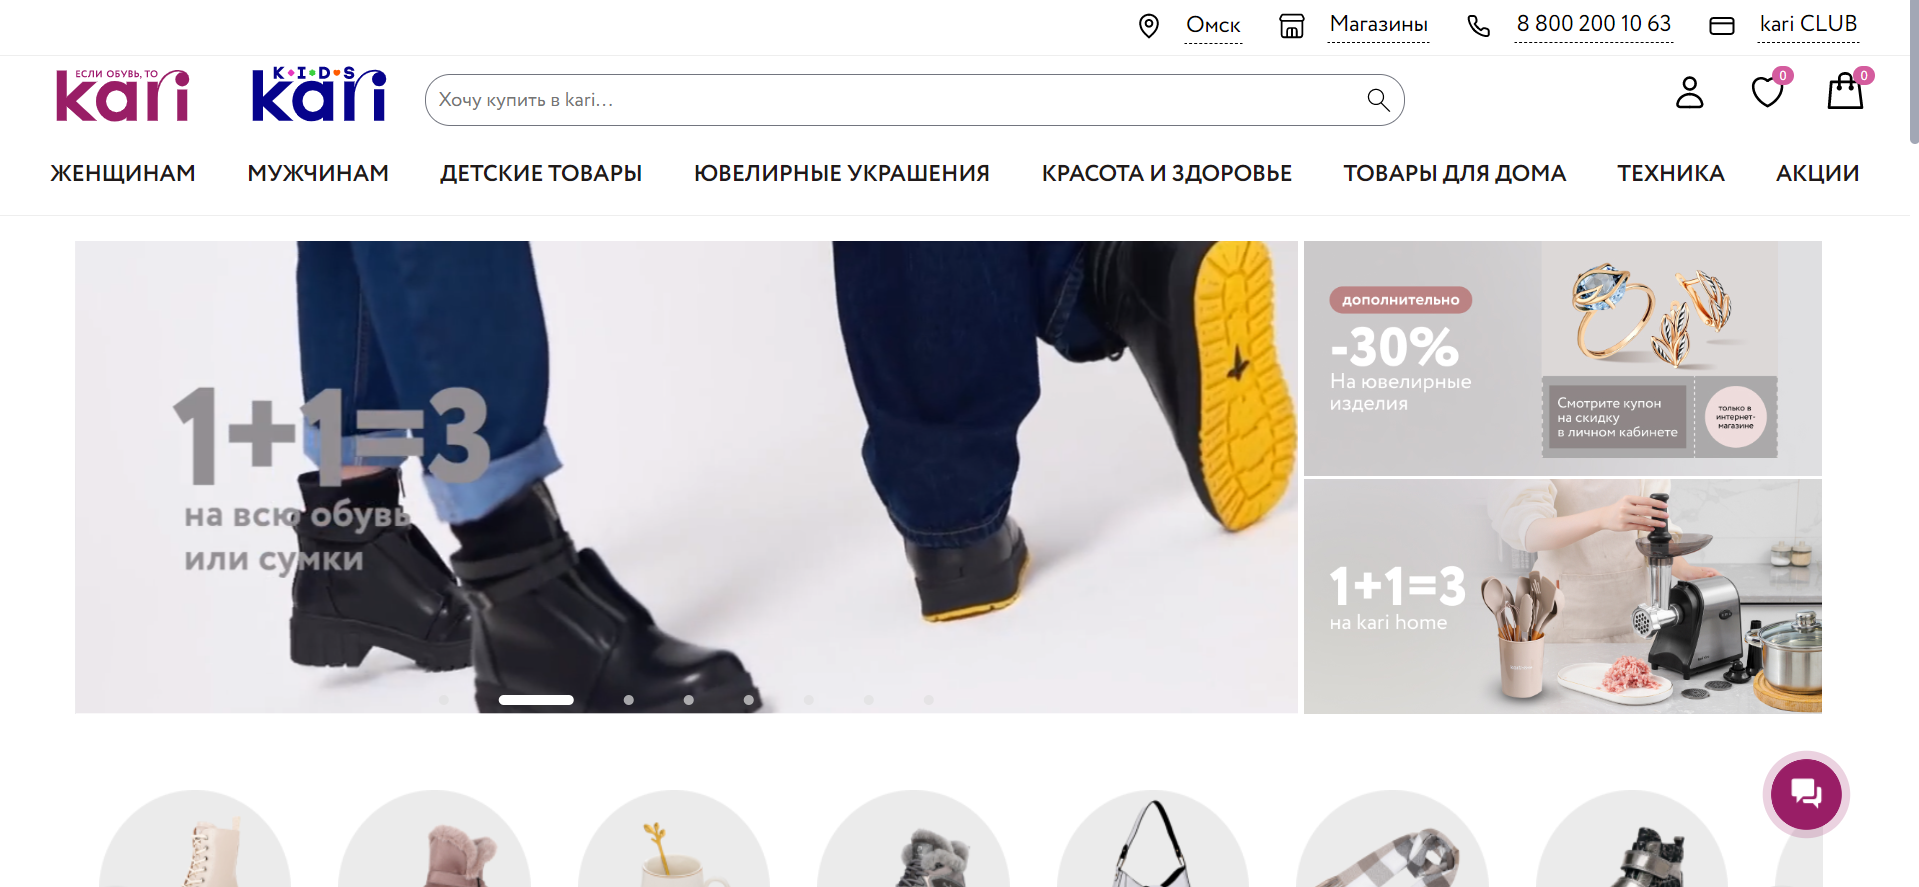 Омск
Магазины
8 800 200 10 63
kari CLUB
ЕСЛИ ОБУВЬ, ТО
kari
KIDS
kari
Хочу купить в kari...
0
0
ЖЕНЩИНАМ
МУЖЧИНАМ
ДЕТСКИЕ ТОВАРЫ
ЮВЕЛИРНЫЕ УКРАШЕНИЯ
КРАСОТА И ЗДОРОВЬЕ
ТОВАРЫ ДЛЯ ДОМА
ТЕХНИКА
АКЦИИ
1+1=3
на всю обувь
или сумки
дополнительно
-30%
На ювелирные
изделия
Смотрите купон
на скидку
в личном кабинете
только в
интернет-
магазине
1+1=3
на kari home